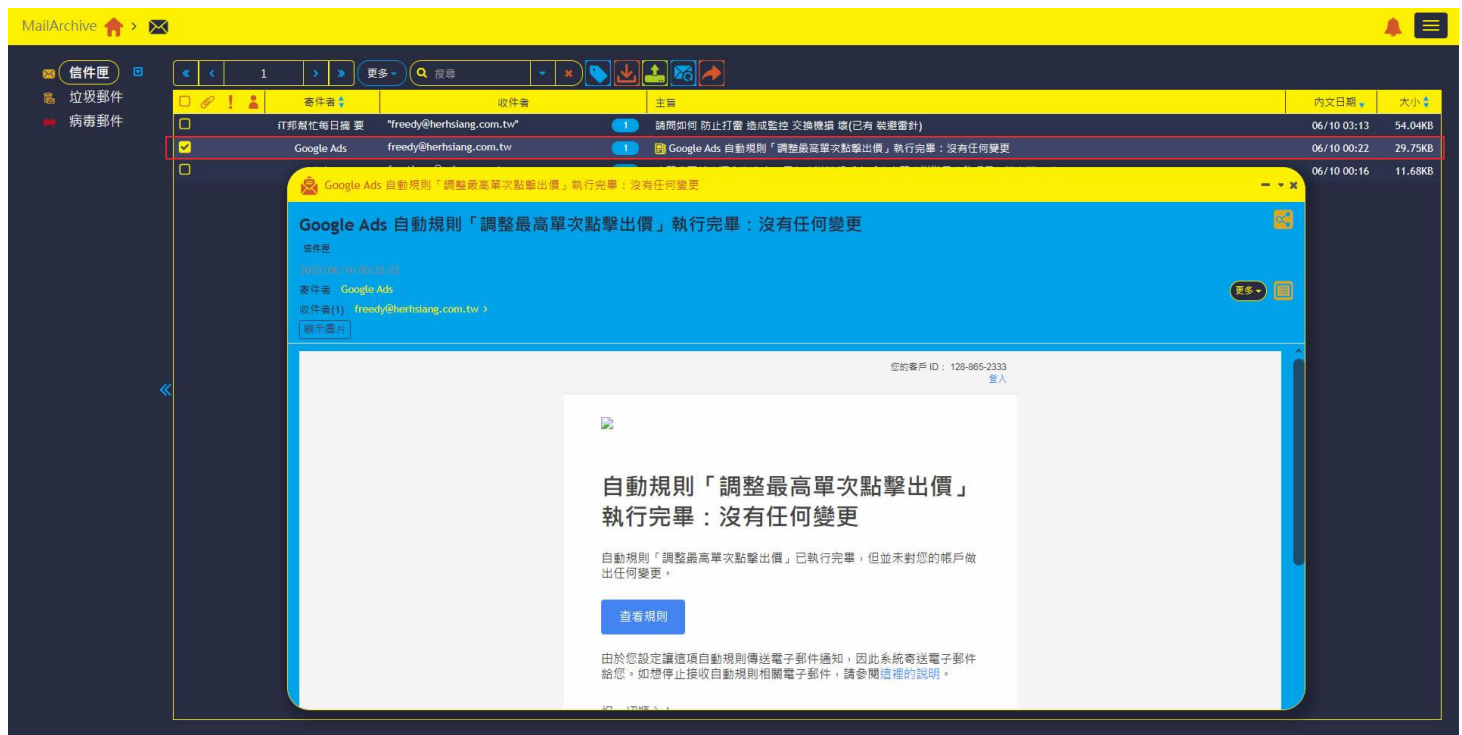 MailArchive
信件匣
垃圾郵件
病毒郵件
1
更多
搜尋
寄件者
收件者
主旨
內文日期
大小
iT邦幫忙每日摘 要 "freedy@herhsiang.com.tw" 1 請問如何 防止打雷 造成監控 交換機損 壞(已有 裝避雷針) 06/10 03:13 54.04KB
Google Ads freedy@herhsiang.com.tw 1 Google Ads 自動規則「調整最高單次點擊出價」執行完畢：沒有任何變更 06/10 00:22 29.75KB
06/10 00:16 11.68KB
Google Ads 自動規則「調整最高單次點擊出價」執行完畢：沒有任何變更
Google Ads 自動規則「調整最高單次點擊出價」執行完畢：沒有任何變更
信件匣
寄件者 Google Ads
更多
收件者(1) freedy@herhsiang.com.tw >
顯示圖片
您的客戶 ID： 128-865-2333
登入
自動規則「調整最高單次點擊出價」
執行完畢：沒有任何變更
自動規則「調整最高單次點擊出價」已執行完畢，但並未對您的帳戶做
出任何變更。
查看規則
由於您設定讓這項自動規則傳送電子郵件通知，因此系統寄送電子郵件
給您。如想停止接收自動規則相關電子郵件，請參閱這裡的說明。